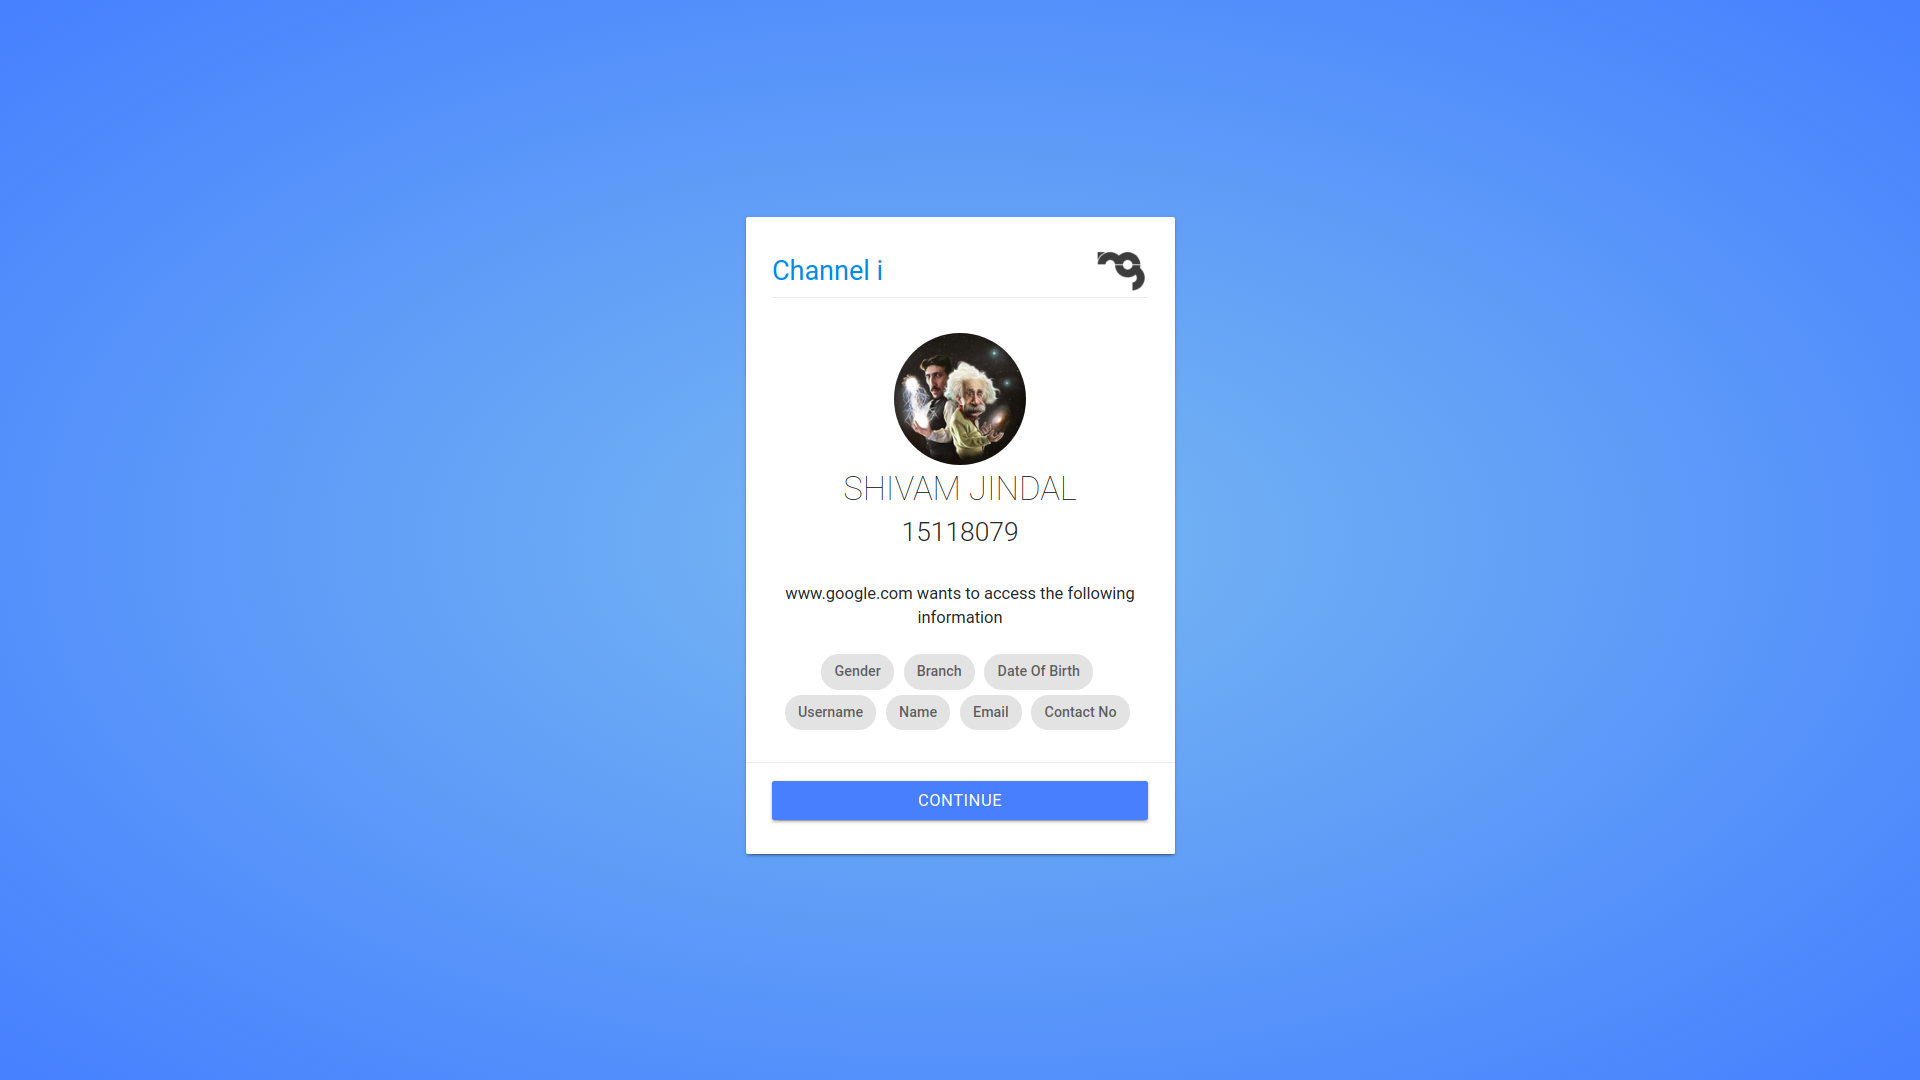 Channel i
SHIVAM JINDAL
15118079
www.google.com wants to access the following
information
Gender Branch Date Of Birth
Username Name Email Contact No
CONTINUE